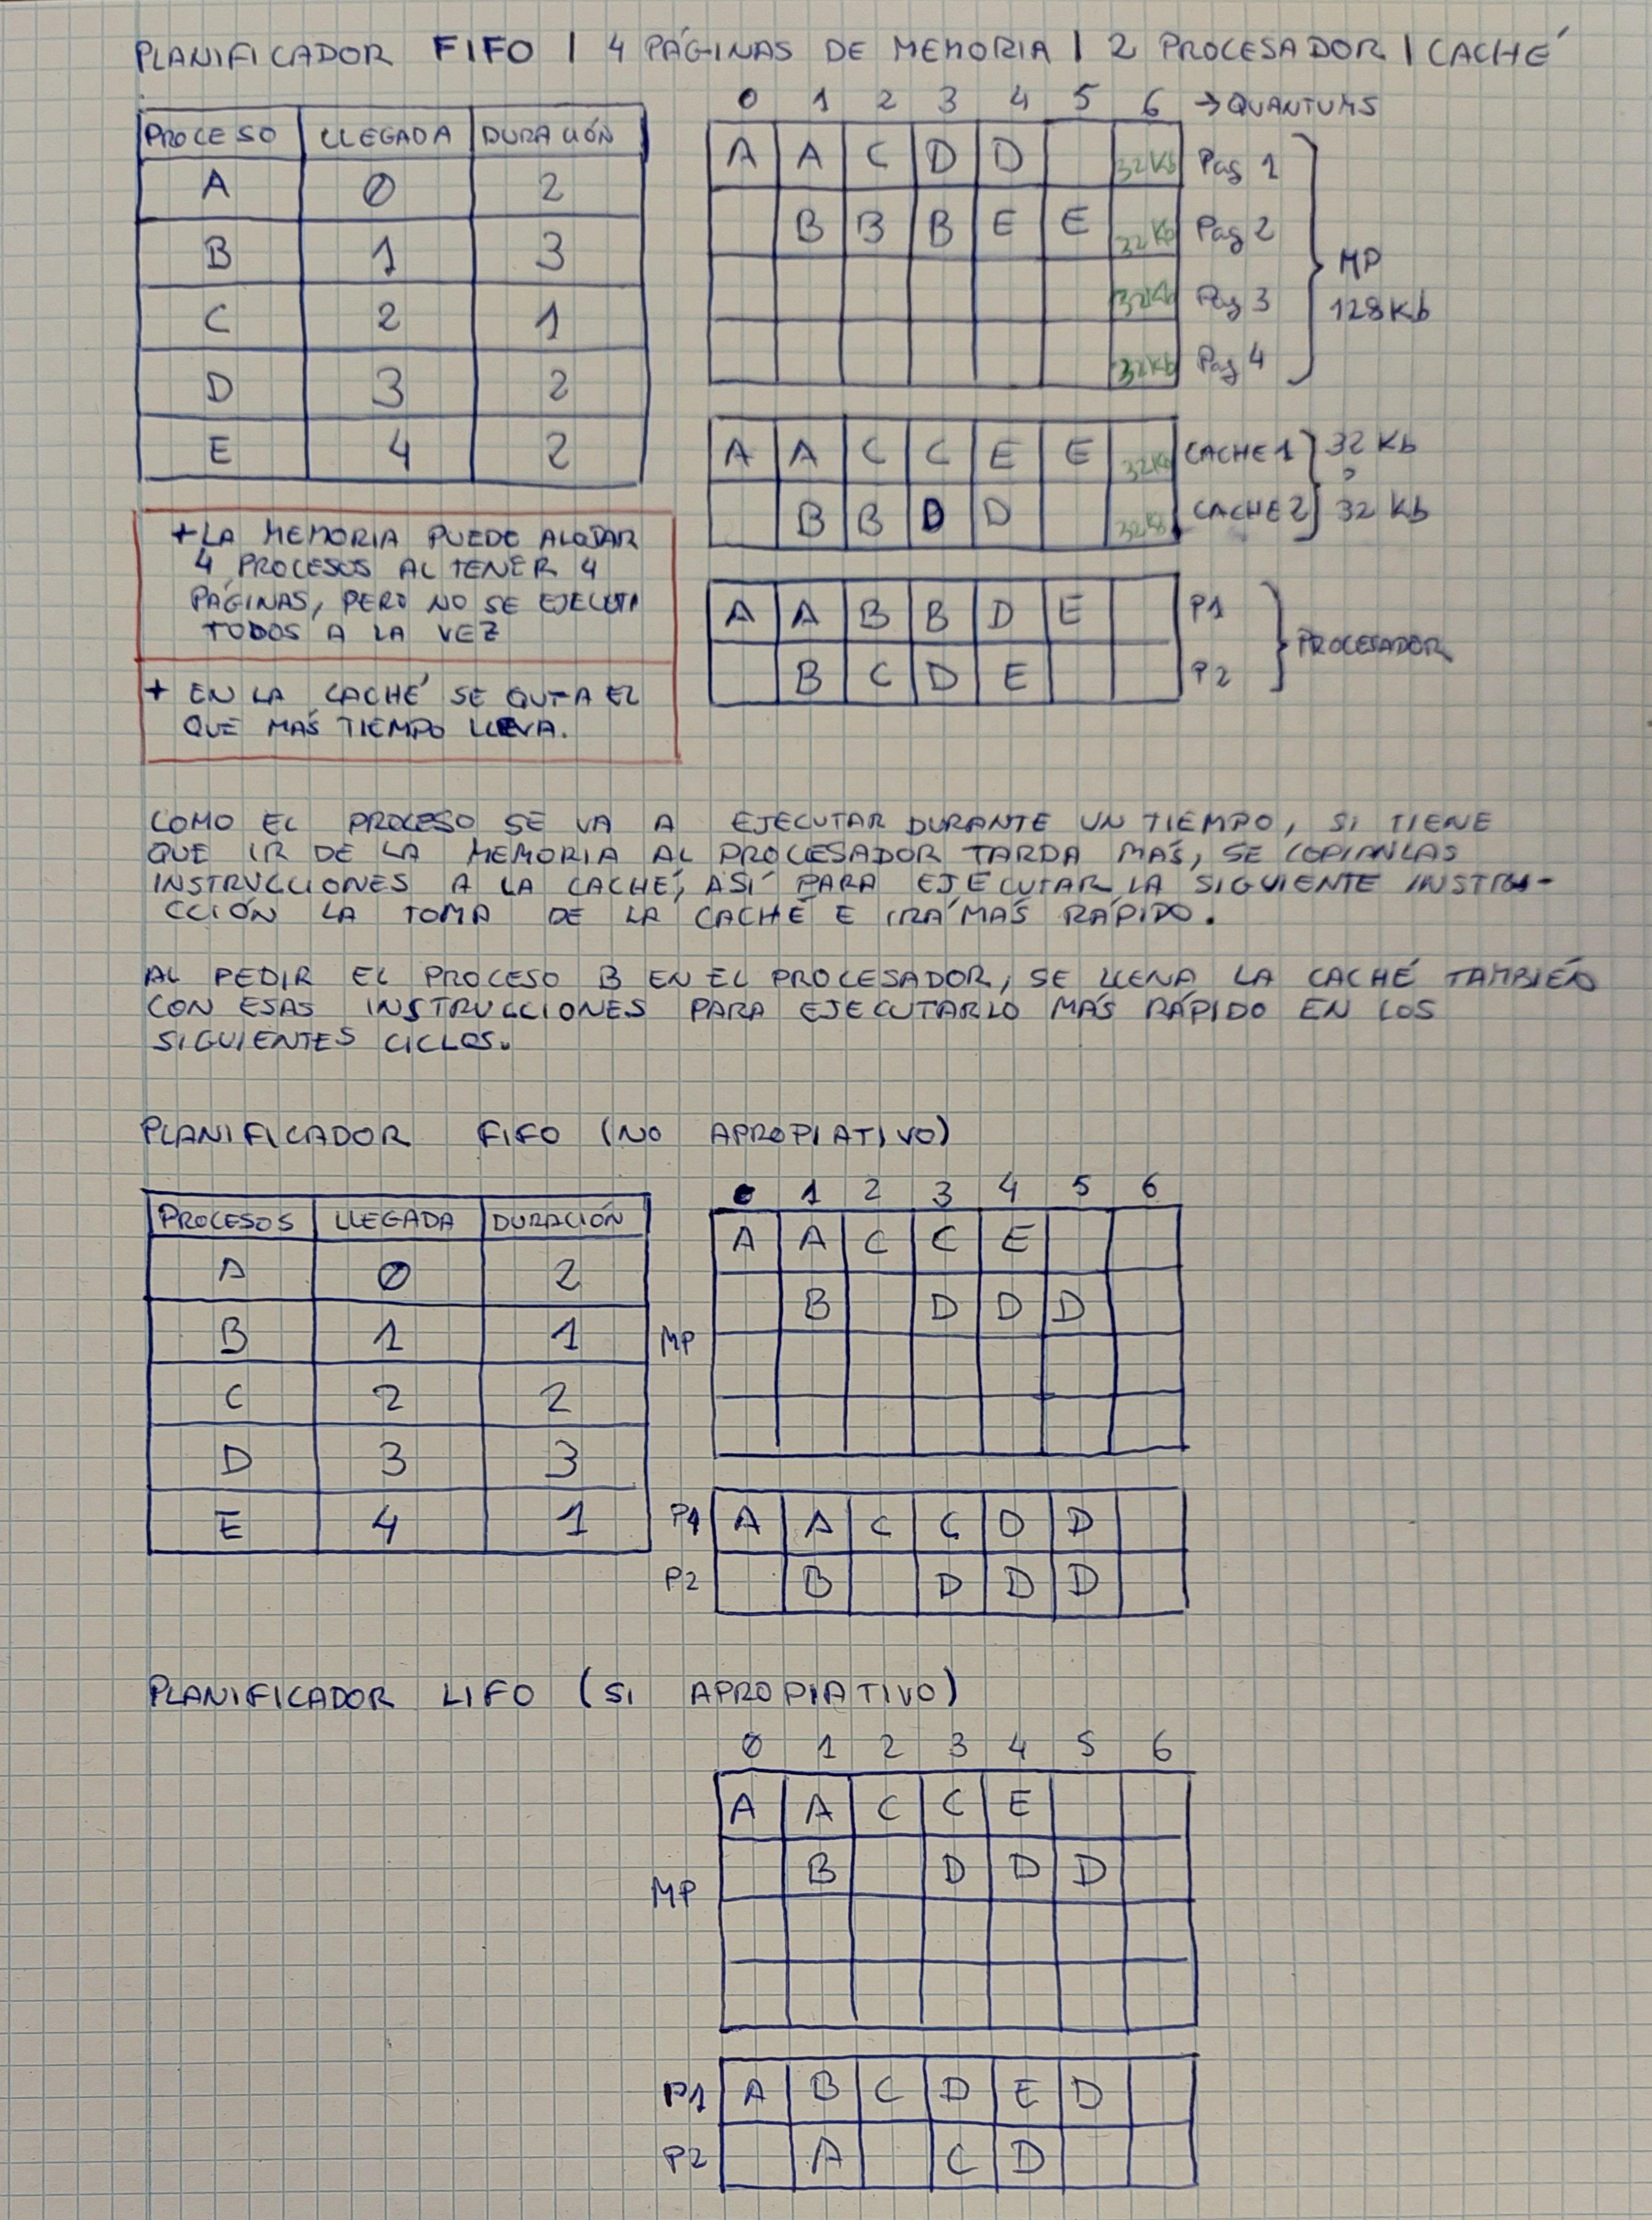 PLANIFICADOR FIFO | 4 PÁGINAS DE MEMORIA | 2 PROCESADOR | CACHÉ
PROCESO LLEGADA DURACIÓN
A 0 2
B 1 3
C 2 1
D 3 2
E 4 2
0 1 2 3 4 5 6 → QUANTUMS
A A C D D 32Kb Pag 1
B B B E E 32Kb Pag 2
32Kb Pag 3
32Kb Pag 4
MP
128Kb
A A C C E E 32Kb CACHE 1 32 Kb
B B D D 32Kb CACHE 2 32 Kb
A A B B D E P1
B C D E P2
PROCESADOR
+ LA MEMORIA PUEDE ALOJAR
4 PROCESOS AL TENER 4
PÁGINAS, PERO NO SE EJECUTA
TODOS A LA VEZ
+ EN LA CACHÉ SE QUITA EL
QUE MAS TIEMPO LLEVA.
COMO EL PROCESO SE VA A EJECUTAR DURANTE UN TIEMPO, SI TIENE
QUE IR DE LA MEMORIA AL PROCESADOR TARDA MÁS, SE COPIAN LAS
INSTRUCCIONES A LA CACHÉ, ASÍ PARA EJECUTAR LA SIGUIENTE INSTRU-
CCIÓN LA TOMA DE LA CACHÉ E IRÁ MÁS RÁPIDO.
AL PEDIR EL PROCESO B EN EL PROCESADOR, SE LLENA LA CACHÉ TAMBIÉN
CON ESAS INSTRUCCIONES PARA EJECUTARLO MÁS RÁPIDO EN LOS
SIGUIENTES CICLOS.
PLANIFICADOR FIFO (NO APROPIATIVO)
PROCESOS LLEGADA DURACIÓN
A 0 2
B 1 1
C 2 2
D 3 3
E 4 1
0 1 2 3 4 5 6
A A C C E
B D D D
MP
P1 A A C C D D
P2 B D D D
PLANIFICADOR LIFO (SI APROPIATIVO)
0 1 2 3 4 5 6
A A C C E
B D D D
MP
P1 A B C D E D
P2 A C D